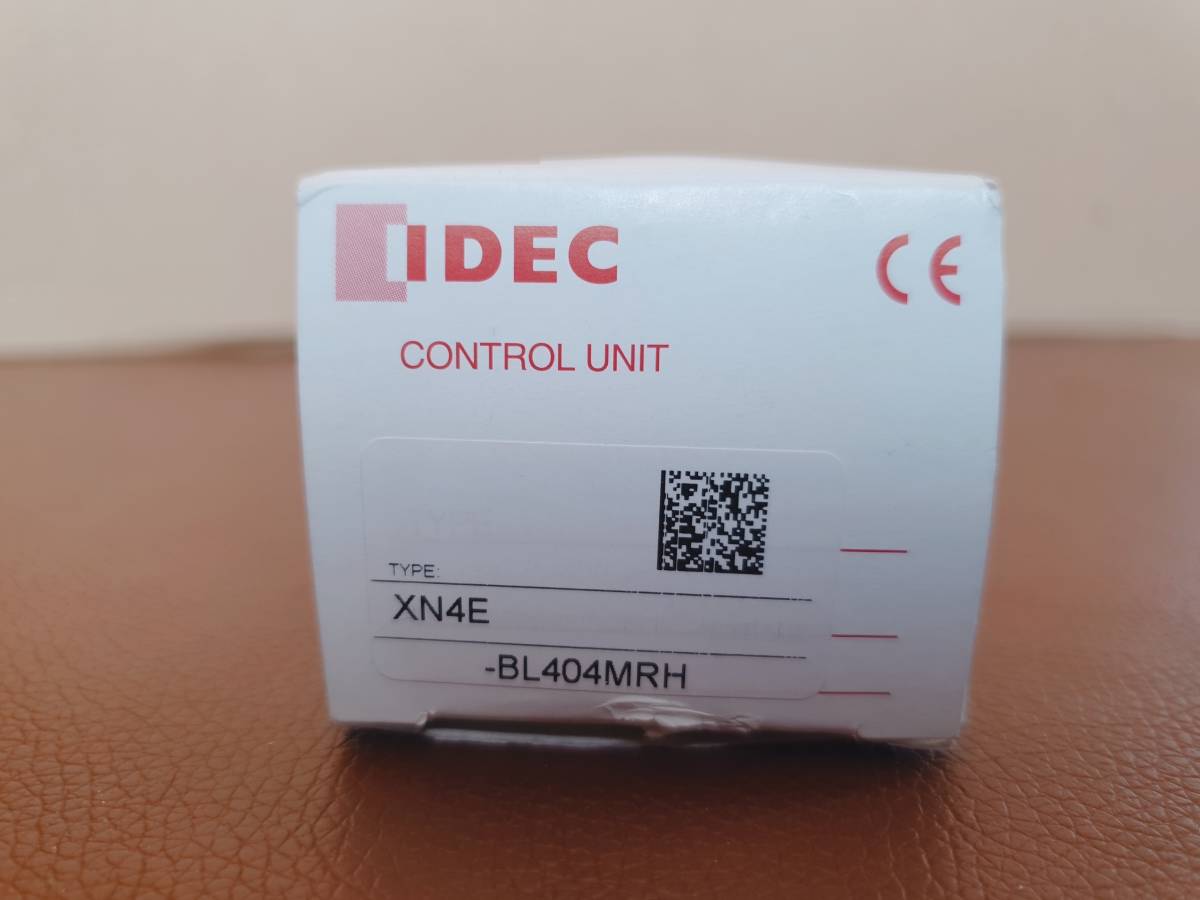 IDEC
CE
CONTROL UNIT
TYPE:
XN4E
-BL404MRH